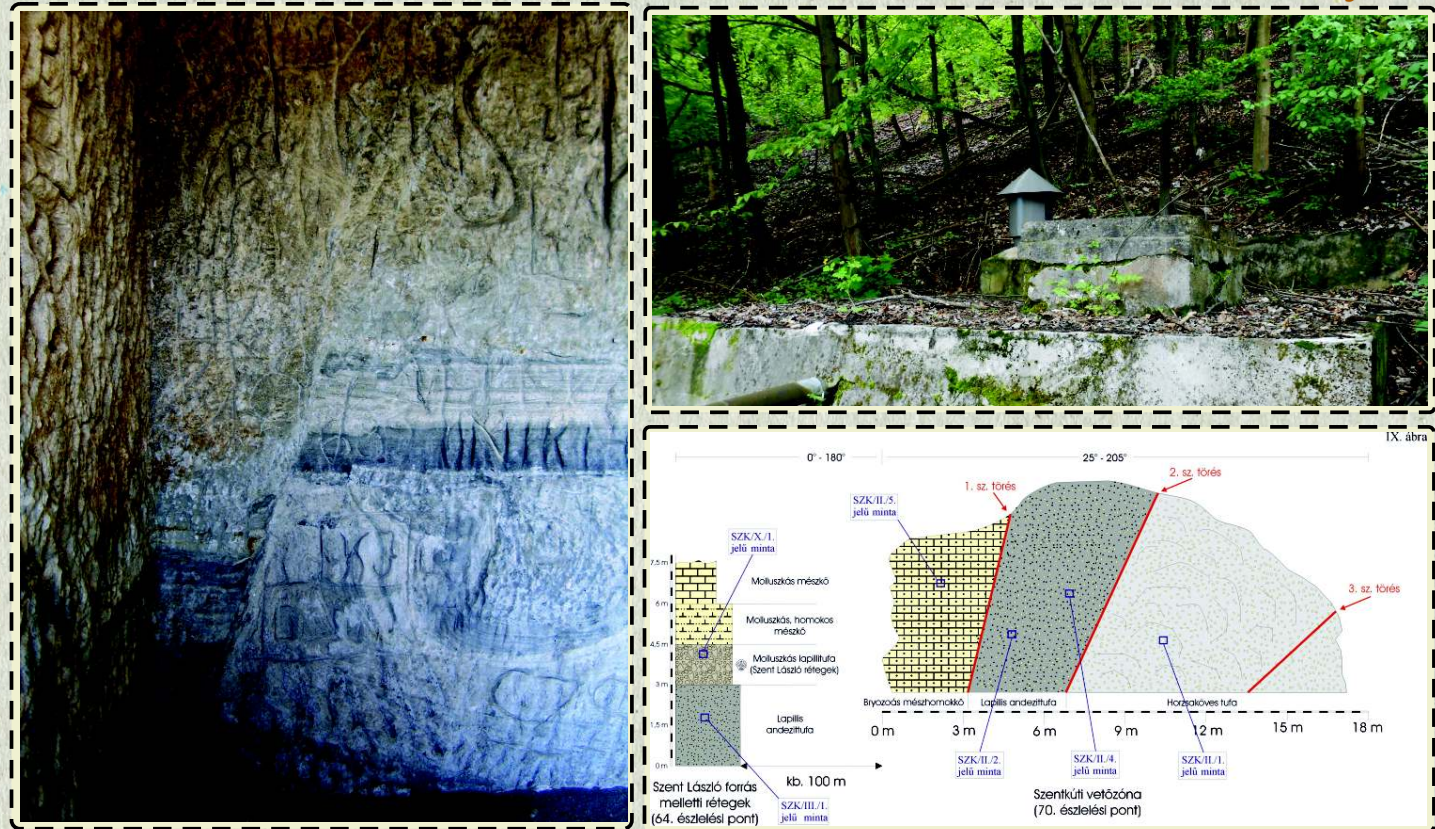 IX. ábra
0° - 180°
25° - 205°
1. sz. törés
2. sz. törés
3. sz. törés
SZK/II./5.
jelű minta
SZK/X./1.
jelű minta
7,5 m
6 m
4,5 m
3 m
1,5 m
0 m
Molluszkás mészkő
Molluszkás, homokos
mészkő
Molluszkás lapillitufa
(Szent László rétegek)
Lapillis
andezittufa
Bryozoás mészhomokkő
Lapillis andezittufa
Horzsaköves tufa
0 m
3 m
6 m
9 m
12 m
15 m
18 m
kb. 100 m
SZK/II./2.
jelű minta
SZK/II./4.
jelű minta
SZK/II./1.
jelű minta
Szent László forrás
melletti rétegek
(64. észlelési pont)
SZK/III./1.
jelű minta
Szentkúti vetőzóna
(70. észlelési pont)